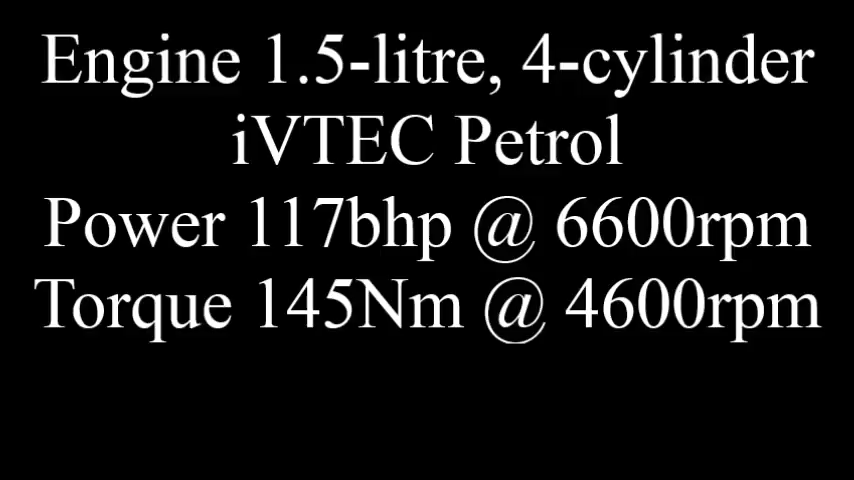 Engine 1.5-litre, 4-cylinder
iVTEC Petrol
Power 117bhp @ 6600rpm
Torque 145Nm @ 4600rpm